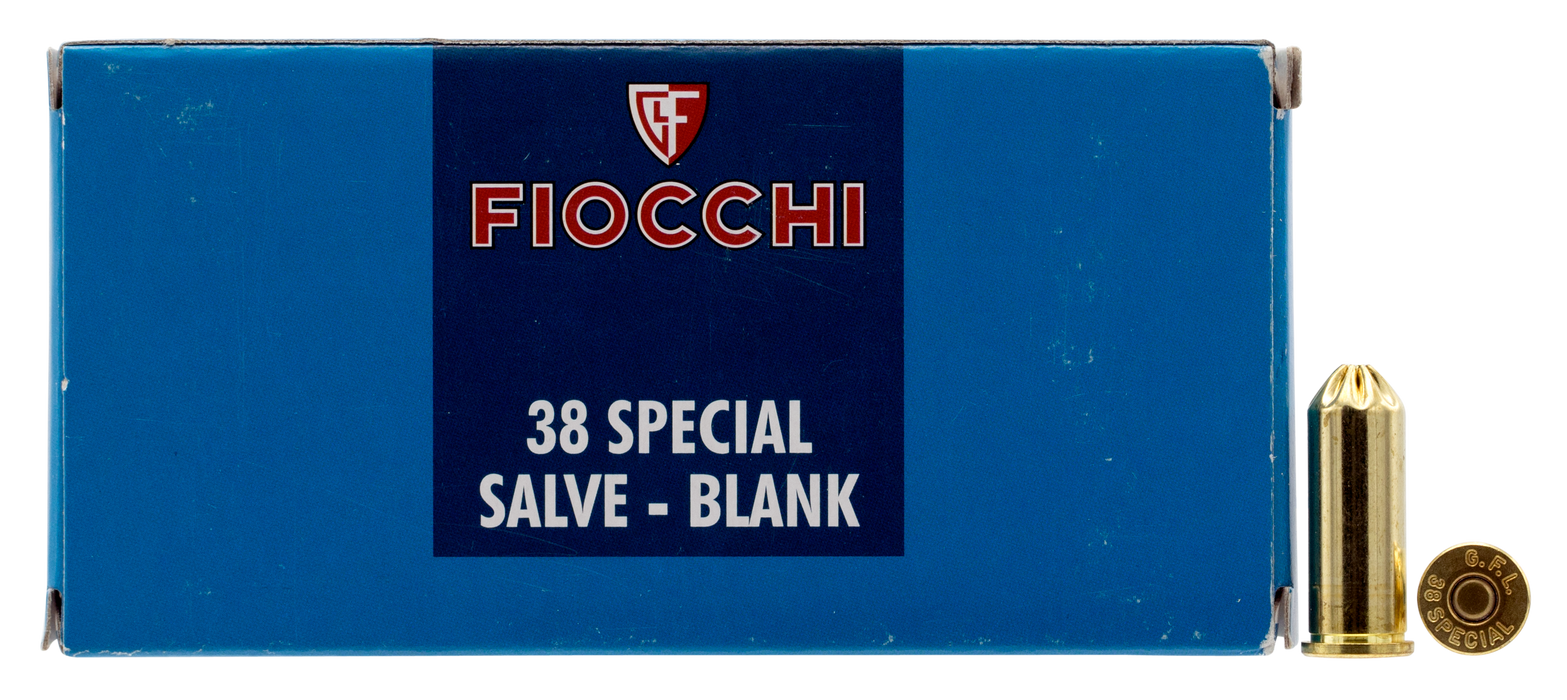 GF
FIOCCHI
38 SPECIAL
SALVE - BLANK
G.F.L.
38 SPECIAL